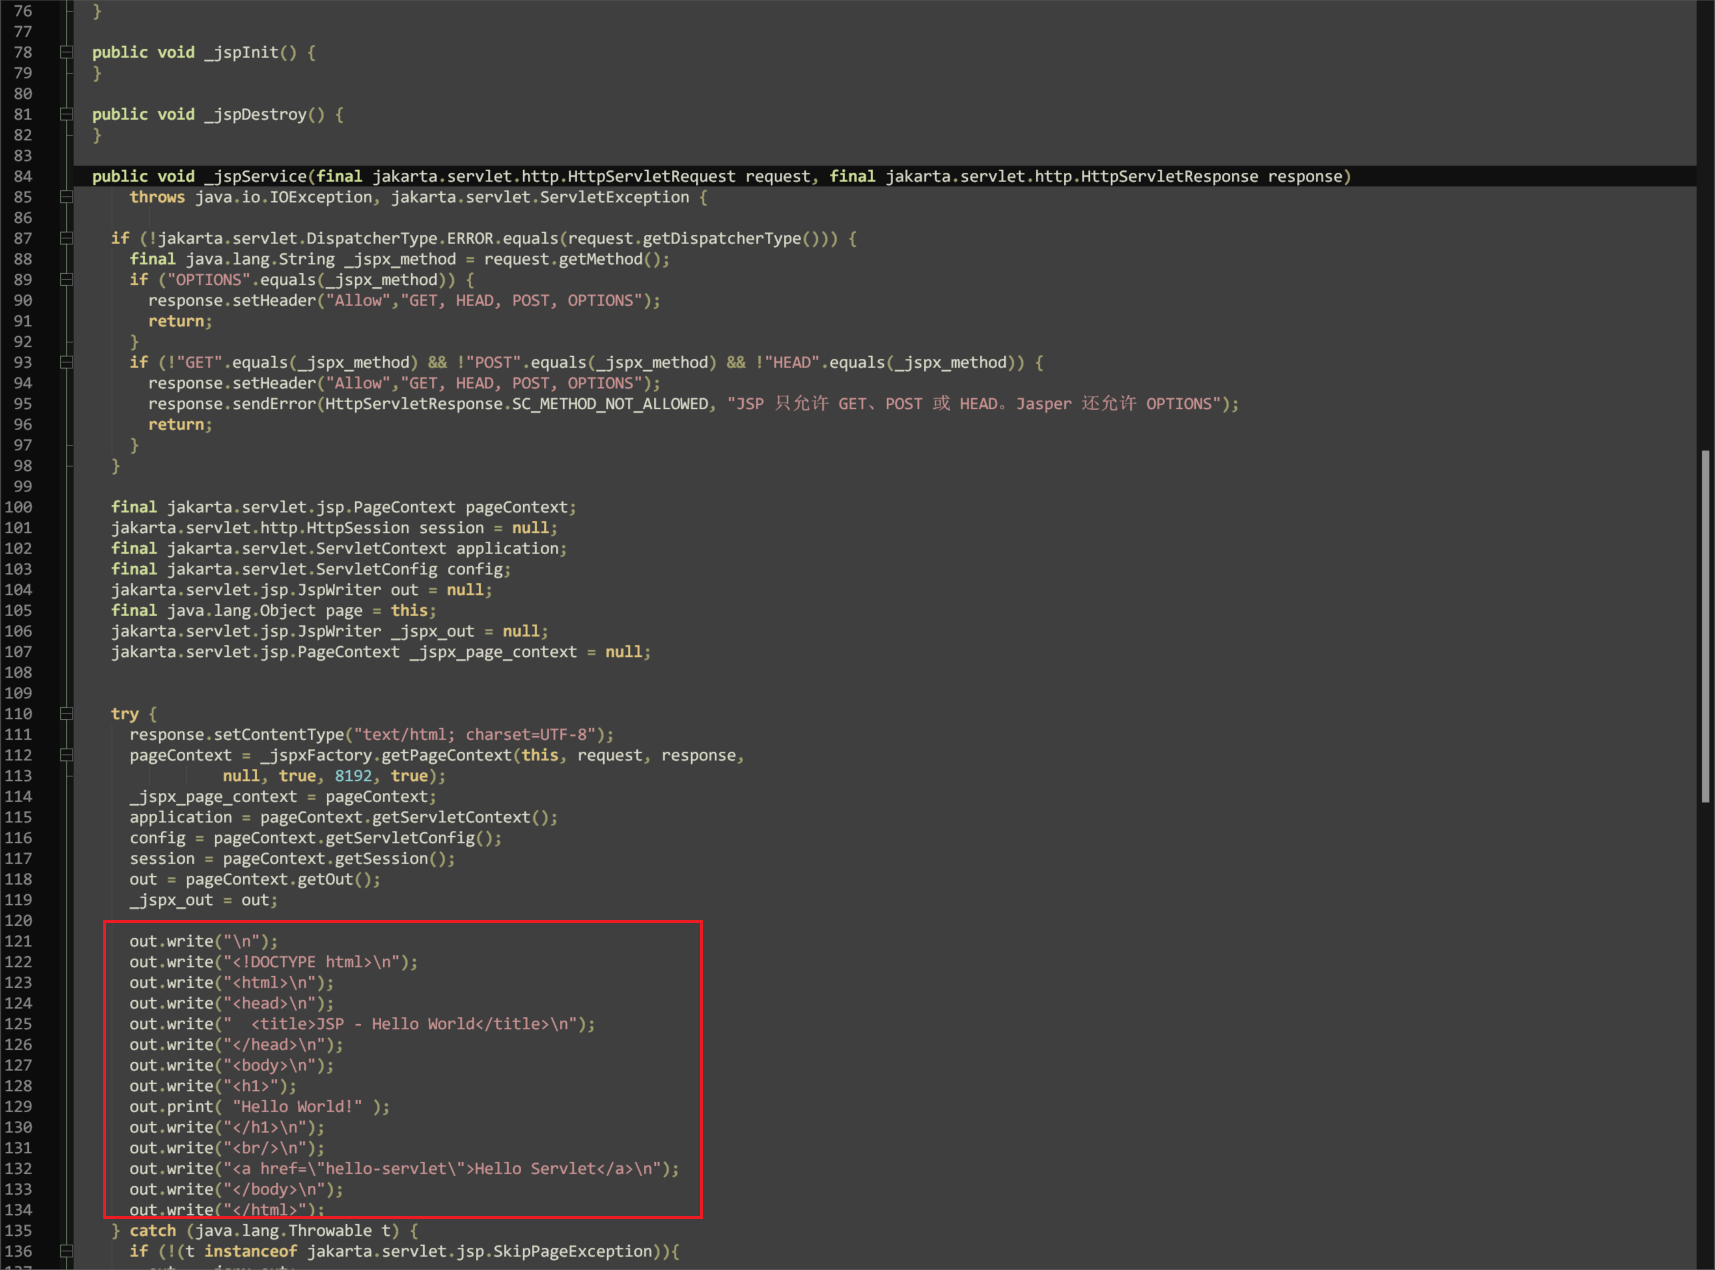 76 }
77
78 public void _jspInit() {
79 }
80
81 public void _jspDestroy() {
82 }
83
84 public void _jspService(final jakarta.servlet.http.HttpServletRequest request, final jakarta.servlet.http.HttpServletResponse response)
85 throws java.io.IOException, jakarta.servlet.ServletException {
86
87 if (!jakarta.servlet.DispatcherType.ERROR.equals(request.getDispatcherType())) {
88 final java.lang.String _jspx_method = request.getMethod();
89 if ("OPTIONS".equals(_jspx_method)) {
90 response.setHeader("Allow","GET, HEAD, POST, OPTIONS");
91 return;
92 }
93 if (!"GET".equals(_jspx_method) && !"POST".equals(_jspx_method) && !"HEAD".equals(_jspx_method)) {
94 response.setHeader("Allow","GET, HEAD, POST, OPTIONS");
95 response.sendError(HttpServletResponse.SC_METHOD_NOT_ALLOWED, "JSP 只允许 GET、POST 或 HEAD。Jasper 还允许 OPTIONS");
96 return;
97 }
98 }
99
100 final jakarta.servlet.jsp.PageContext pageContext;
101 jakarta.servlet.http.HttpSession session = null;
102 final jakarta.servlet.ServletContext application;
103 final jakarta.servlet.ServletConfig config;
104 jakarta.servlet.jsp.JspWriter out = null;
105 final java.lang.Object page = this;
106 jakarta.servlet.jsp.JspWriter _jspx_out = null;
107 jakarta.servlet.jsp.PageContext _jspx_page_context = null;
108
109
110 try {
111 response.setContentType("text/html; charset=UTF-8");
112 pageContext = _jspxFactory.getPageContext(this, request, response,
113 null, true, 8192, true);
114 _jspx_page_context = pageContext;
115 application = pageContext.getServletContext();
116 config = pageContext.getServletConfig();
117 session = pageContext.getSession();
118 out = pageContext.getOut();
119 _jspx_out = out;
120
121 out.write("\n");
122 out.write("<!DOCTYPE html>\n");
123 out.write("<html>\n");
124 out.write("<head>\n");
125 out.write("  <title>JSP - Hello World</title>\n");
126 out.write("</head>\n");
127 out.write("<body>\n");
128 out.write("<h1>");
129 out.print( "Hello World!" );
130 out.write("</h1>\n");
131 out.write("<br/>\n");
132 out.write("<a href=\"hello-servlet\">Hello Servlet</a>\n");
133 out.write("</body>\n");
134 out.write("</html>");
135 } catch (java.lang.Throwable t) {
136 if (!(t instanceof jakarta.servlet.jsp.SkipPageException)){